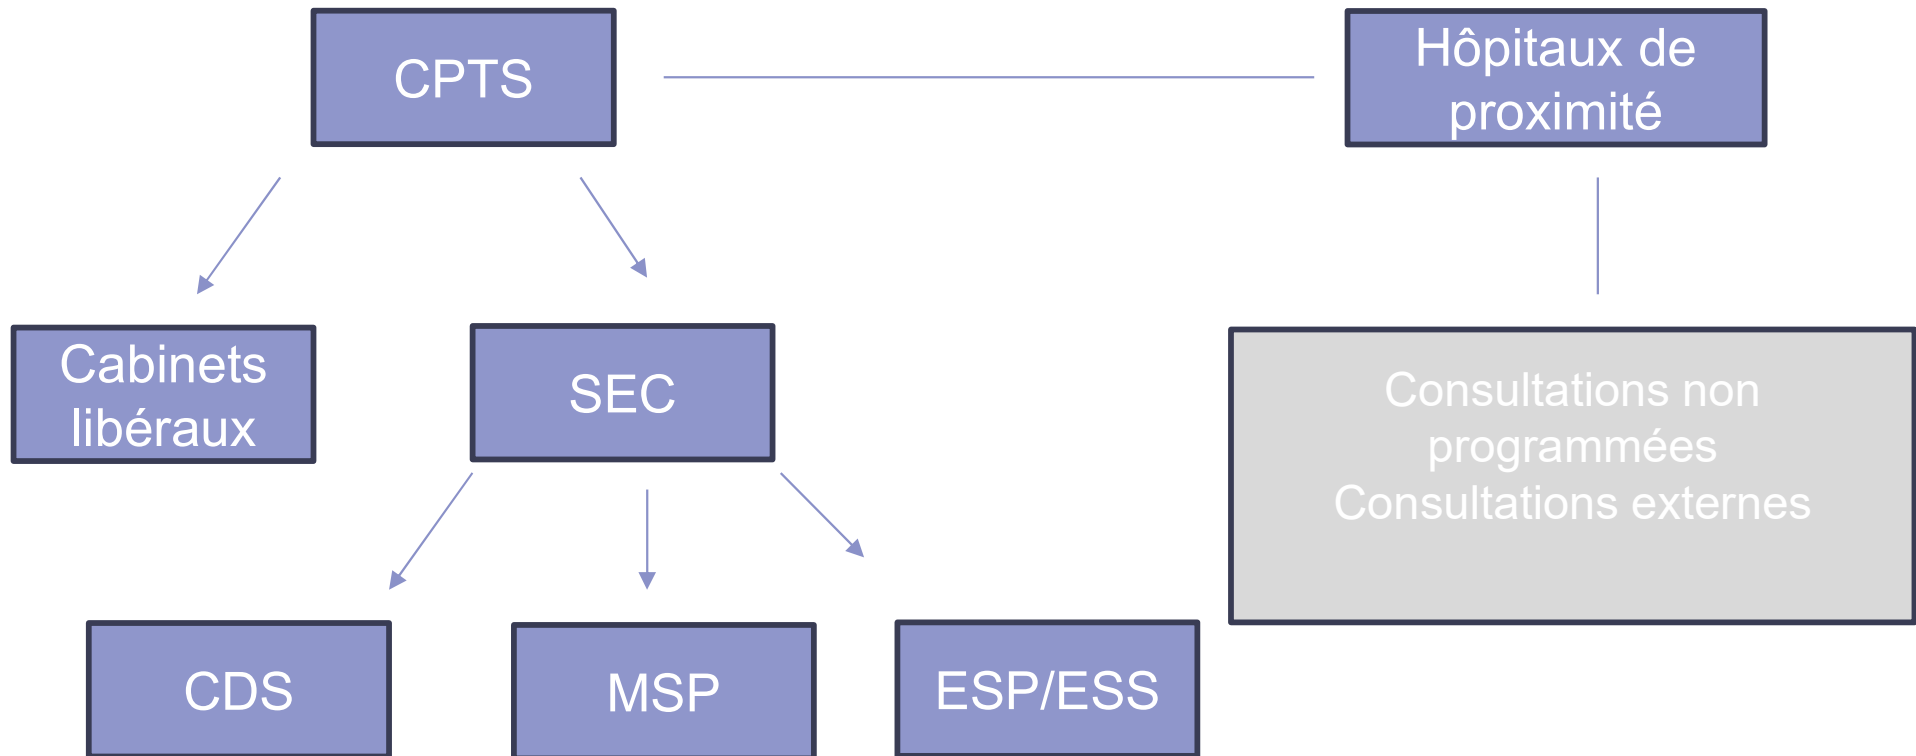 CPTS
Hôpitaux de
proximité
Cabinets
libéraux
SEC
Consultations non
programmées
Consultations externes
CDS
MSP
ESP/ESS